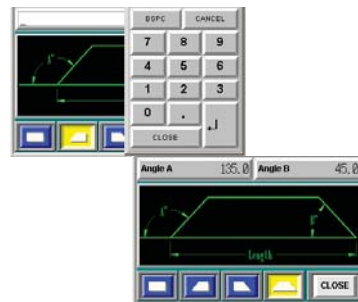 BSPC CANCEL
7 8 9
4 5 6
1 2 3
0 .
CLOSE
A°
Angle A 135.0 Angle B 45.0
A°
B°
Length
CLOSE